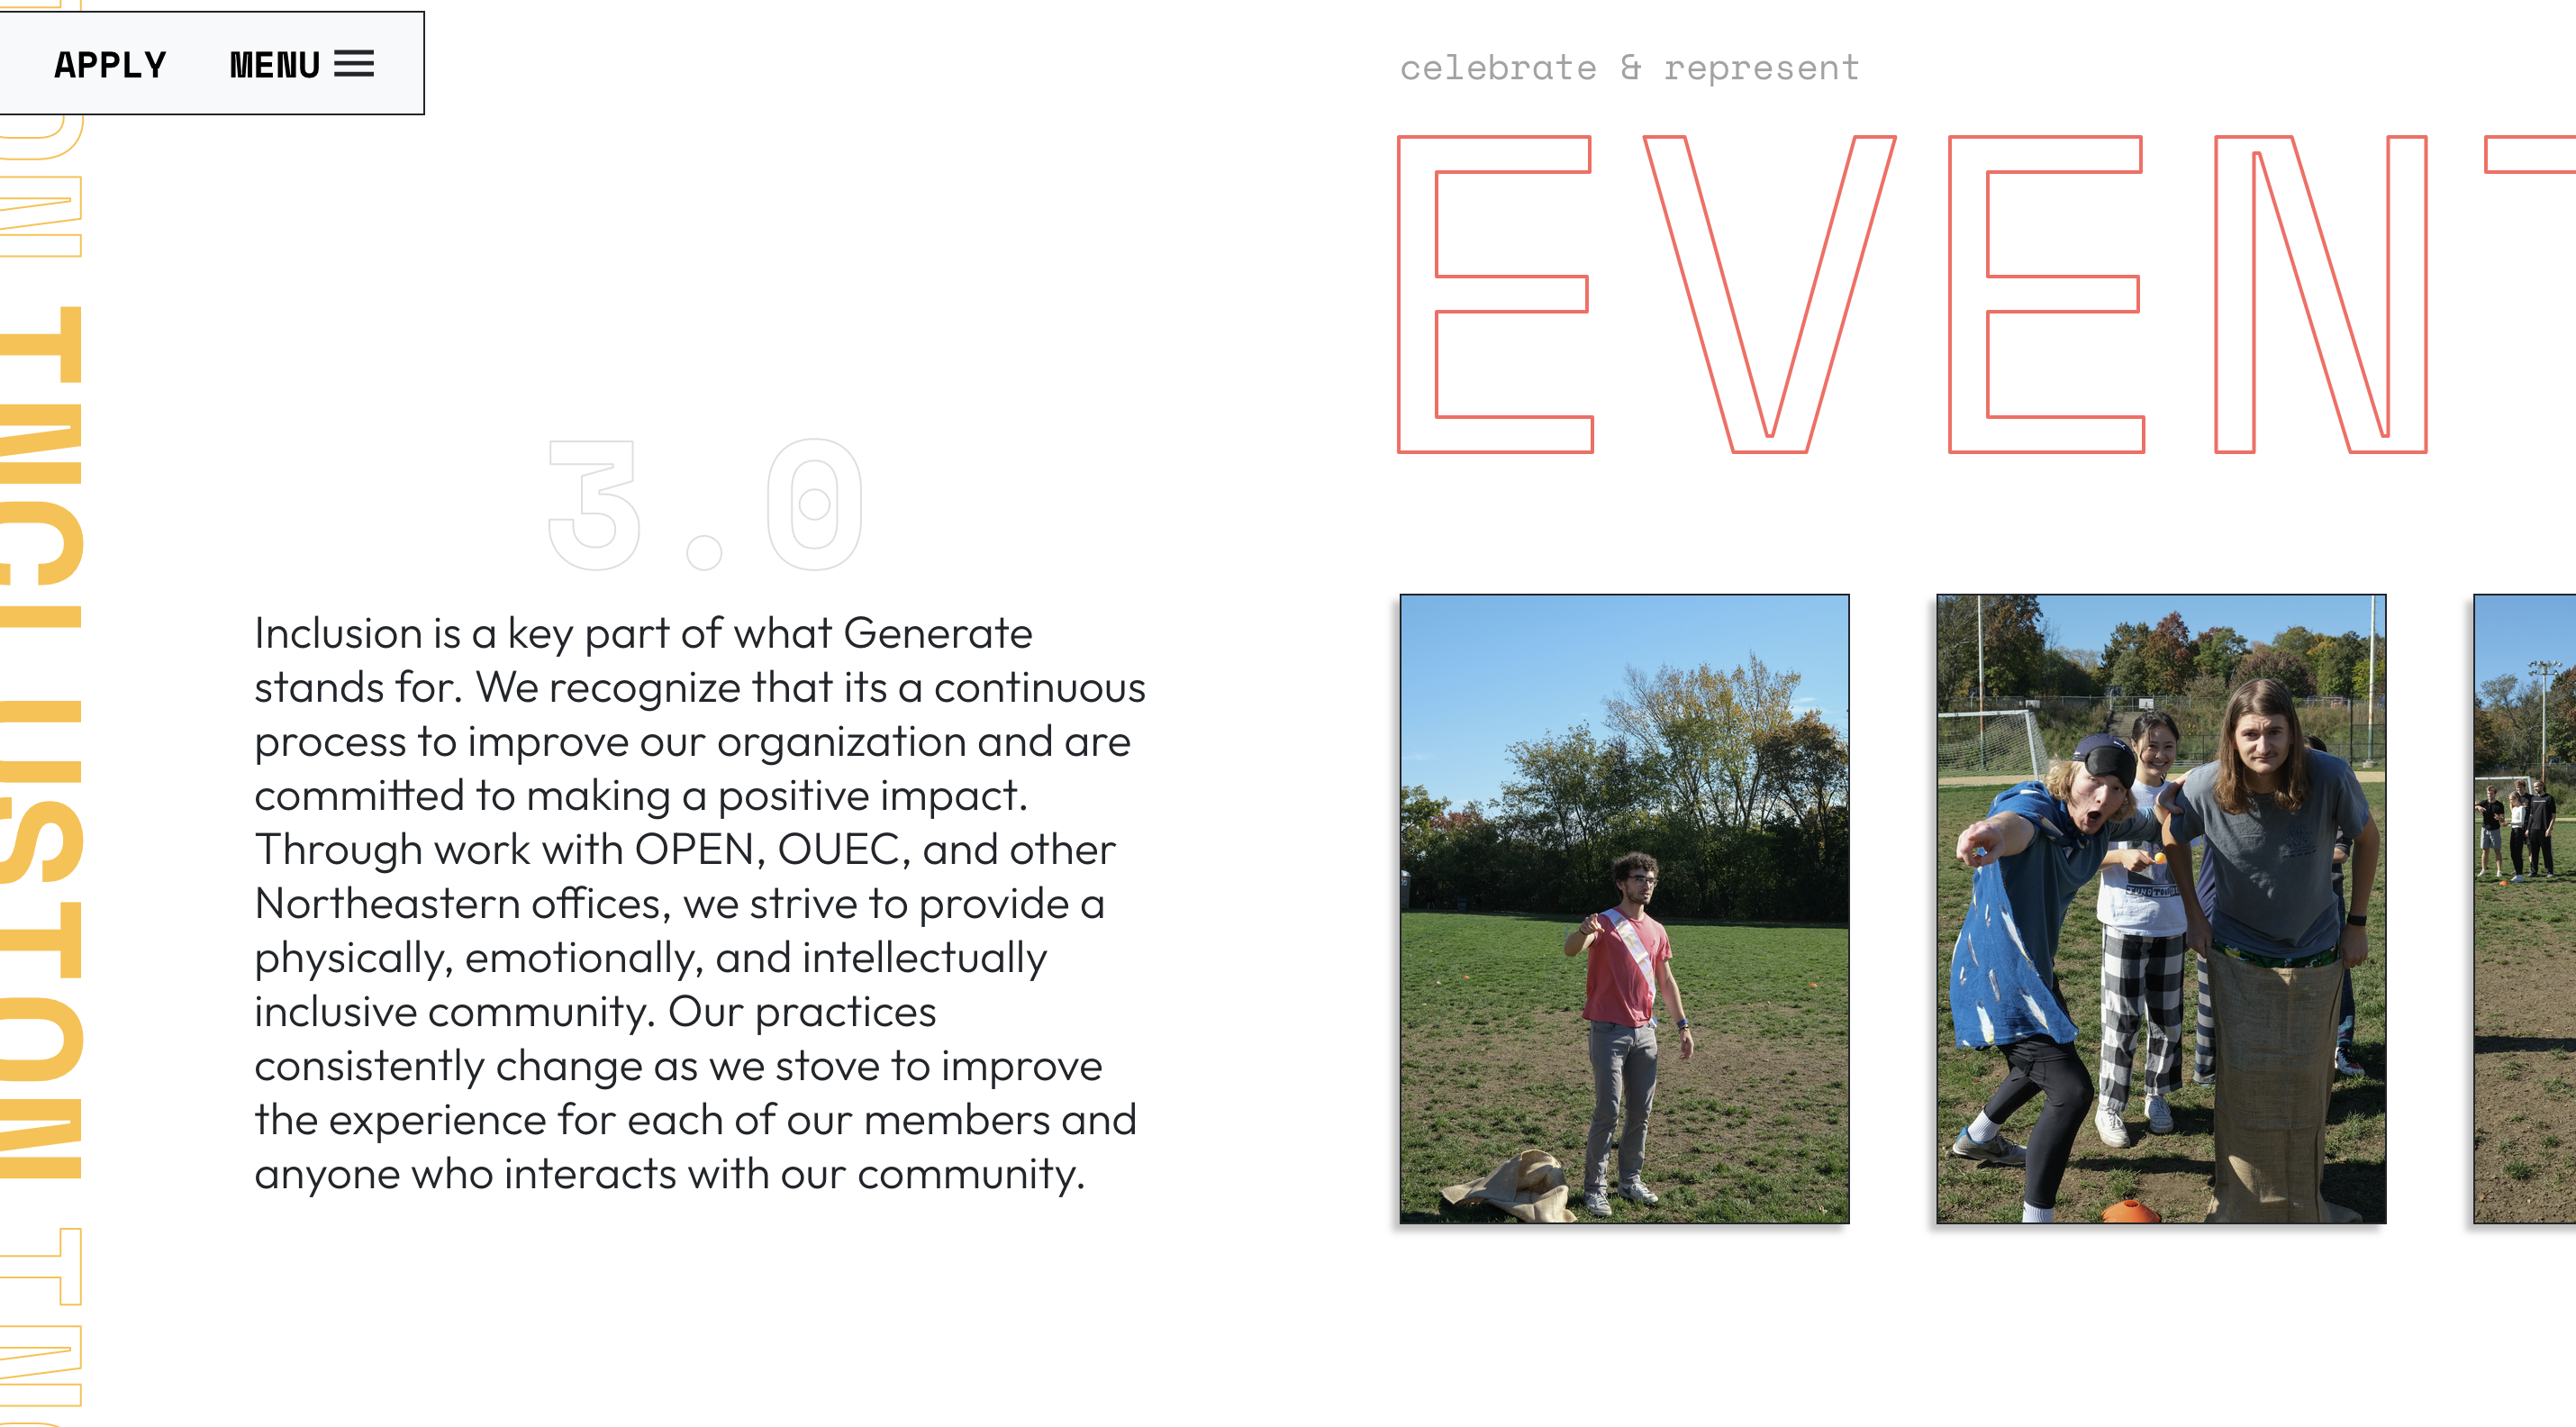 APPLY MENU
INCLUSION
3.0
Inclusion is a key part of what Generate
stands for. We recognize that its a continuous
process to improve our organization and are
committed to making a positive impact.
Through work with OPEN, OUEC, and other
Northeastern offices, we strive to provide a
physically, emotionally, and intellectually
inclusive community. Our practices
consistently change as we stove to improve
the experience for each of our members and
anyone who interacts with our community.
celebrate & represent
EVENT